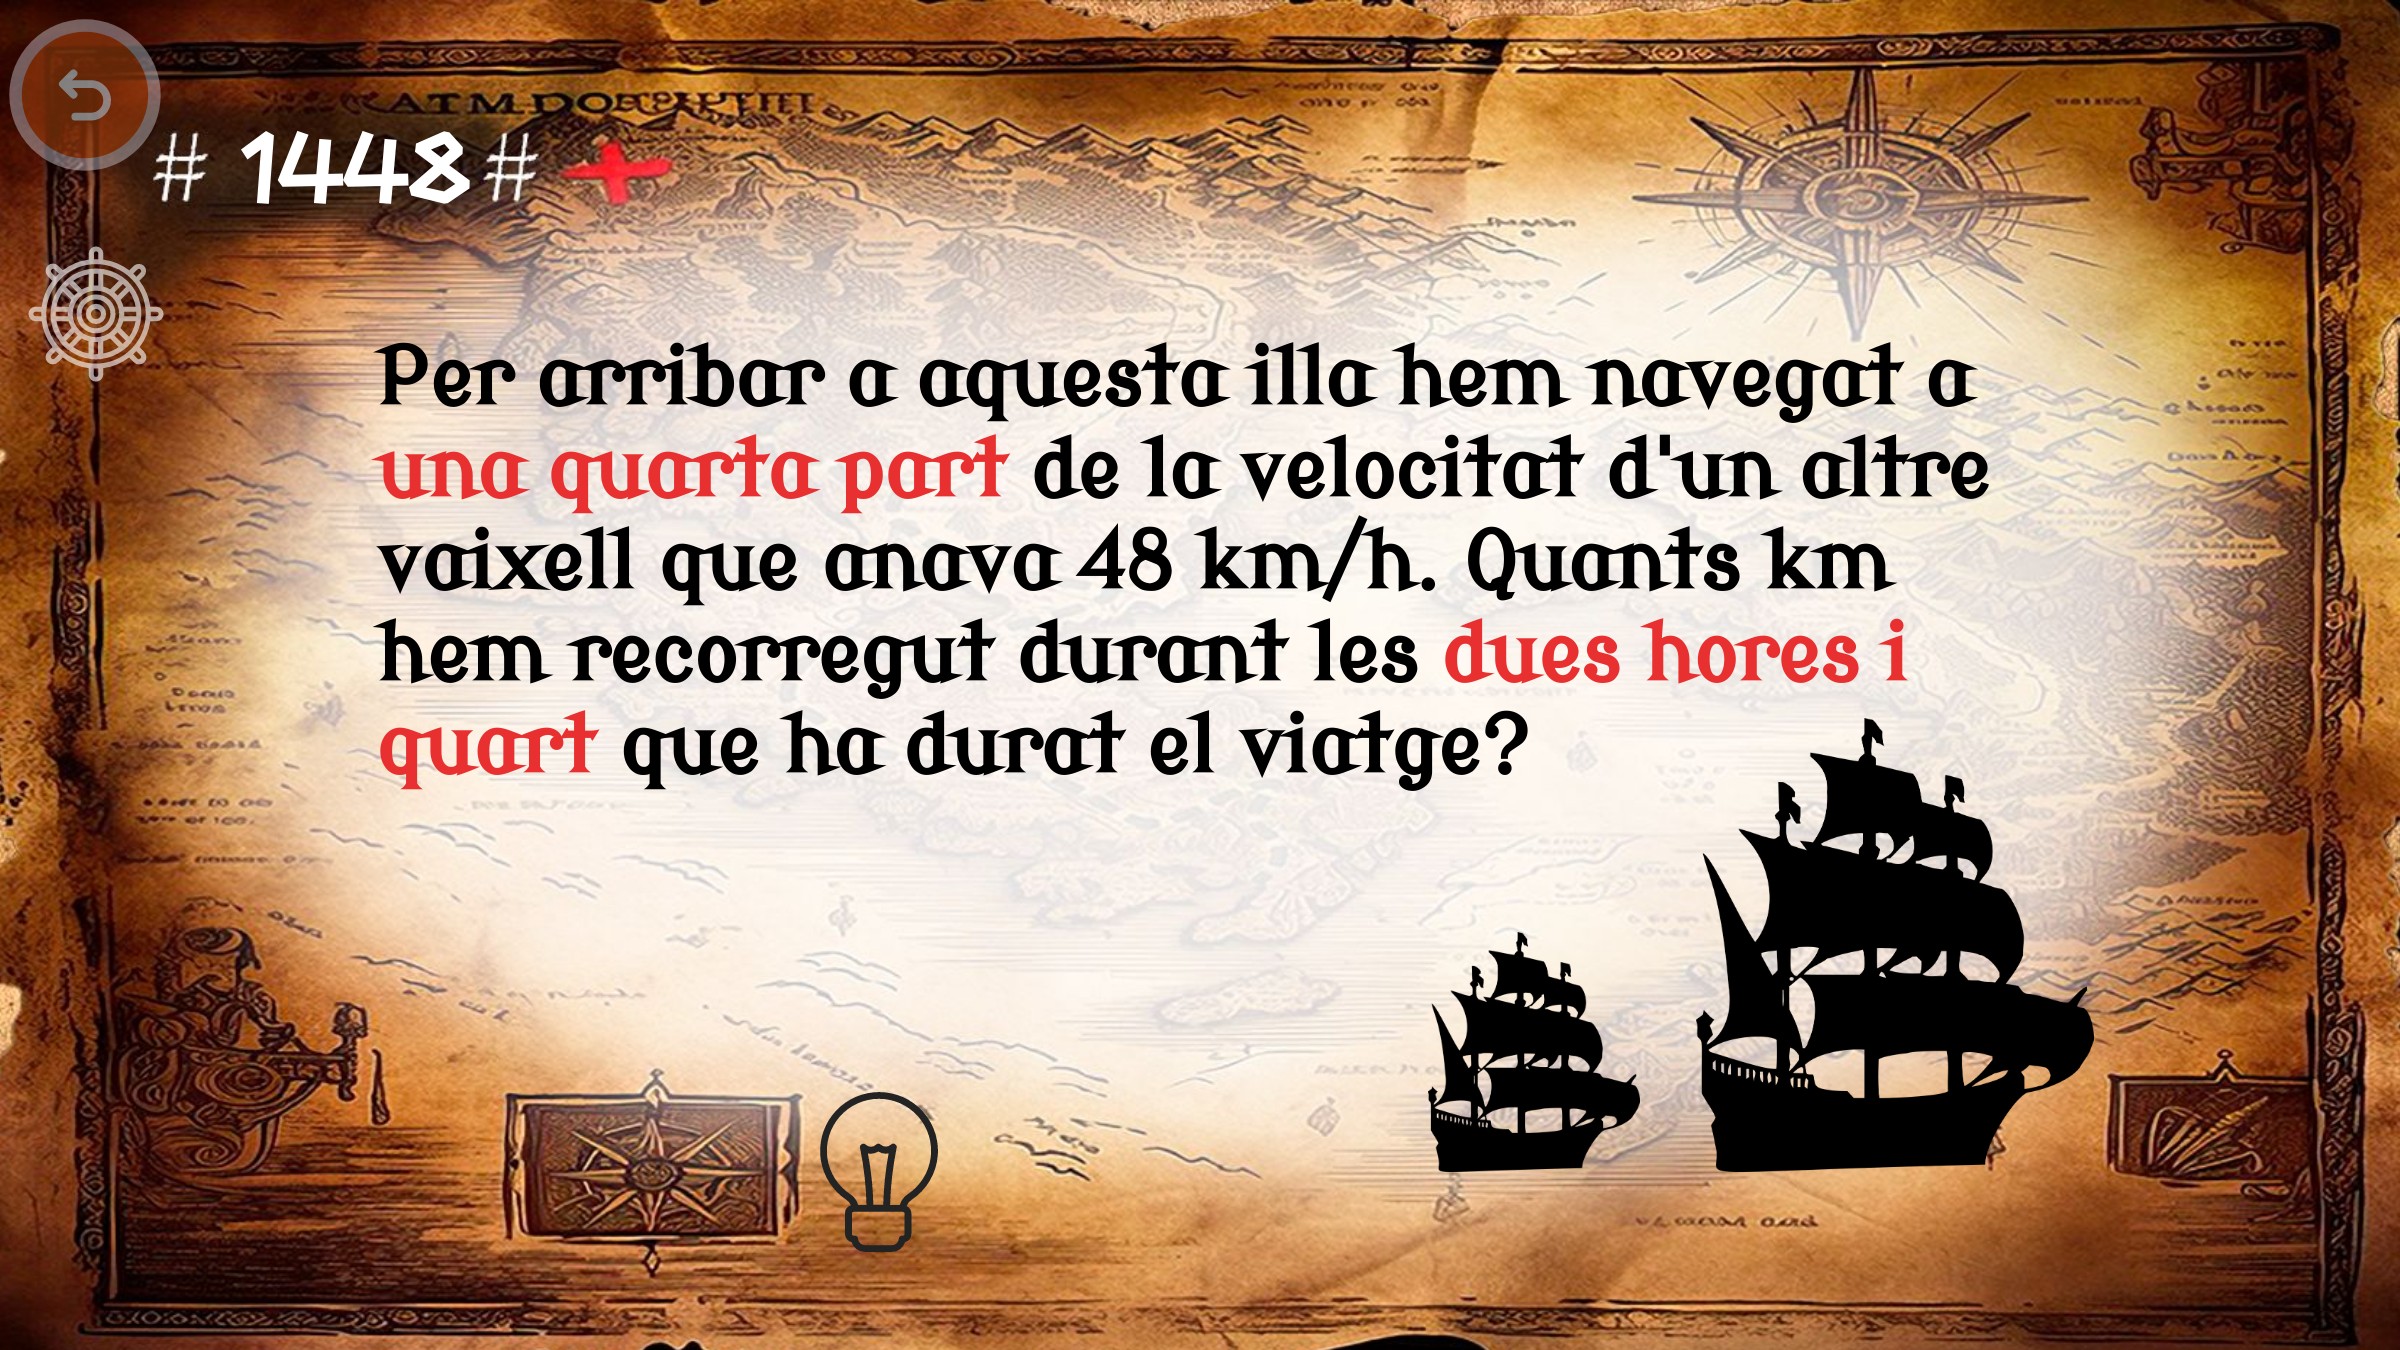 # 1448 #
Per arribar a aquesta illa hem navegat a
una quarta part de la velocitat d'un altre
vaixell que anava 48 km/h. Quants km
hem recorregut durant les dues hores i
quart que ha durat el viatge?